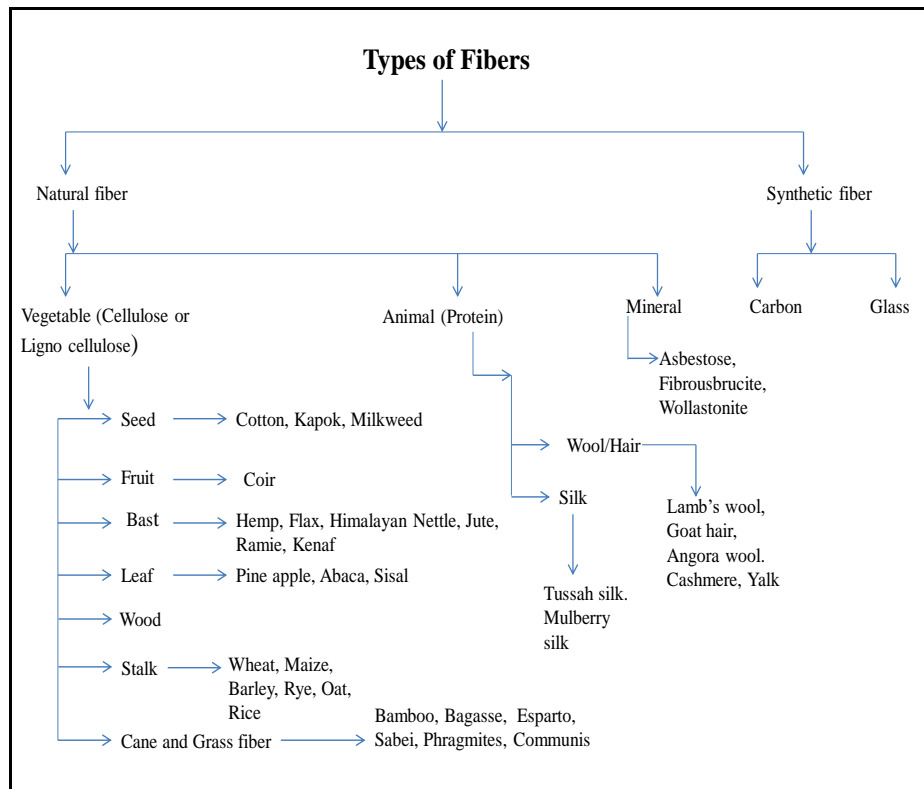 Types of Fibers
Natural fiber
Synthetic fiber
Vegetable (Cellulose or
Ligno cellulose)
Animal (Protein)
Mineral
Carbon
Glass
Asbestose,
Fibrousbrucite,
Wollastonite
Seed
Cotton, Kapok, Milkweed
Wool/Hair
Fruit
Coir
Silk
Lamb's wool,
Goat hair,
Angora wool.
Cashmere, Yalk
Bast
Hemp, Flax, Himalayan Nettle, Jute,
Ramie, Kenaf
Leaf
Pine apple, Abaca, Sisal
Tussah silk.
Mulberry
silk
Wood
Stalk
Wheat, Maize,
Barley, Rye, Oat,
Rice
Cane and Grass fiber
Bamboo, Bagasse, Esparto,
Sabei, Phragmites, Communis